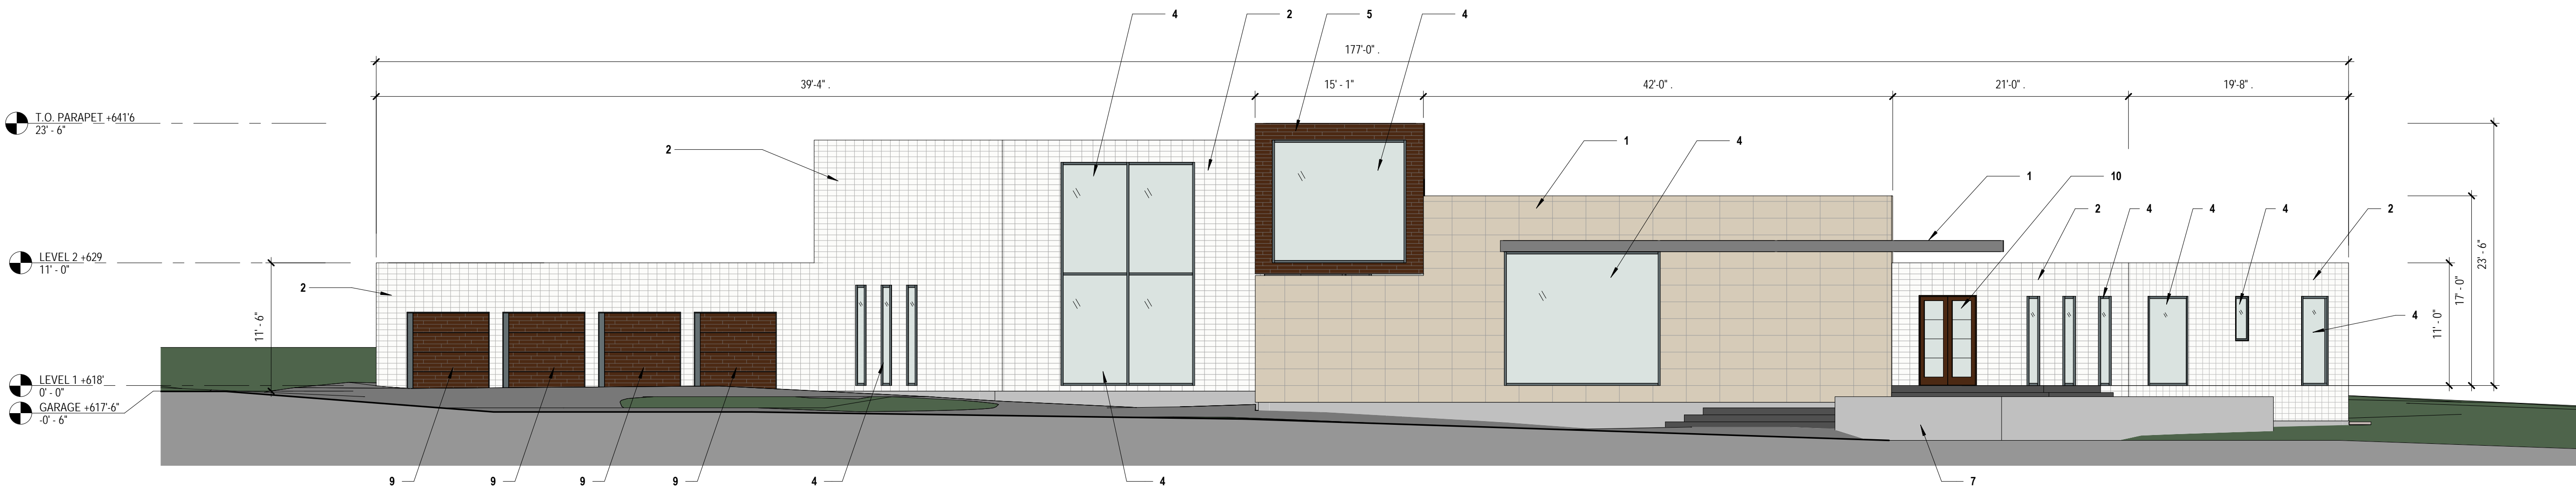 4
2
5
4
177'-0" .
39'-4" .
15' - 1"
42'-0" .
21'-0" .
19'-8" .
T.O. PARAPET +641'6
23' - 6"
2
1
4
1
10
2
4
4
4
2
LEVEL 2 +629
11' - 0"
2
11' - 6"
4
11' - 0"
17' - 0"
23' - 6"
LEVEL 1 +618'
0' - 0"
GARAGE +617'-6"
-0' - 6"
9
9
9
9
4
4
7